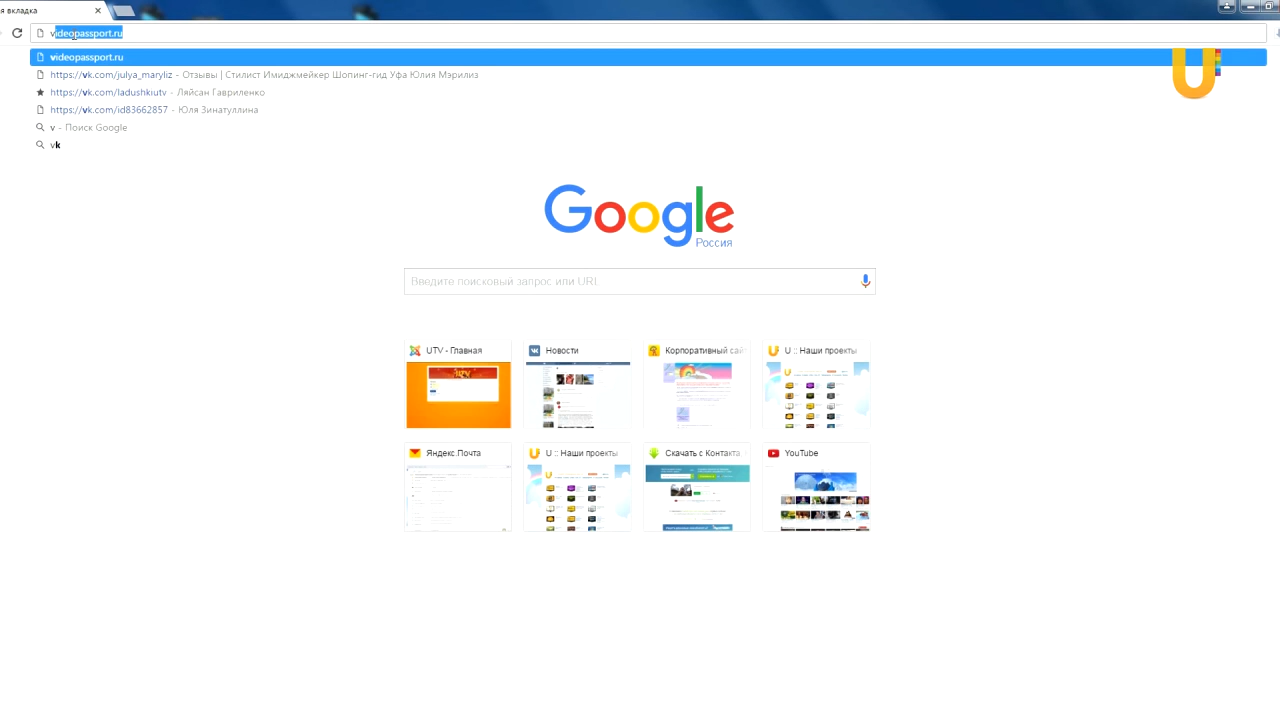 я вкладка
videopassport.ru
videopassport.ru
https://vk.com/julya_maryliz - Отзывы | Стилист Имиджмейкер Шопинг-гид Уфа Юлия Мэрилиз
https://vk.com/ladushkiutv - Ляйсан Гавриленко
https://vk.com/id83662857 - Юля Зинатуллина
v - Поиск Google
vk
U
Google
Россия
Введите поисковый запрос или URL
UTV - Главная
Новости
Корпоративный сай
U :: Наши проекты
UTV
Яндекс.Почта
U :: Наши проекты
Скачать с Контакта
YouTube